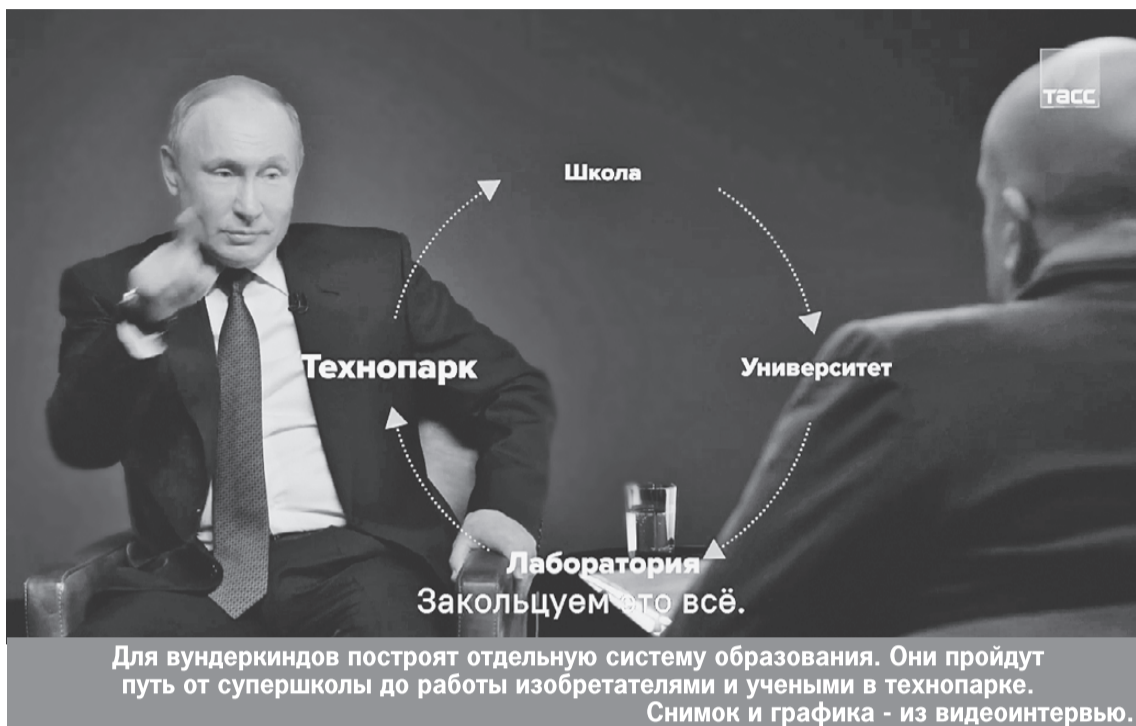 тасс
Школа
Технопарк
Университет
Лаборатория
Закольцуем это всё.
Для вундеркиндов построят отдельную систему образования. Они пройдут
путь от супершколы до работы изобретателями и учеными в технопарке.
Снимок и графика - из видеоинтервью.